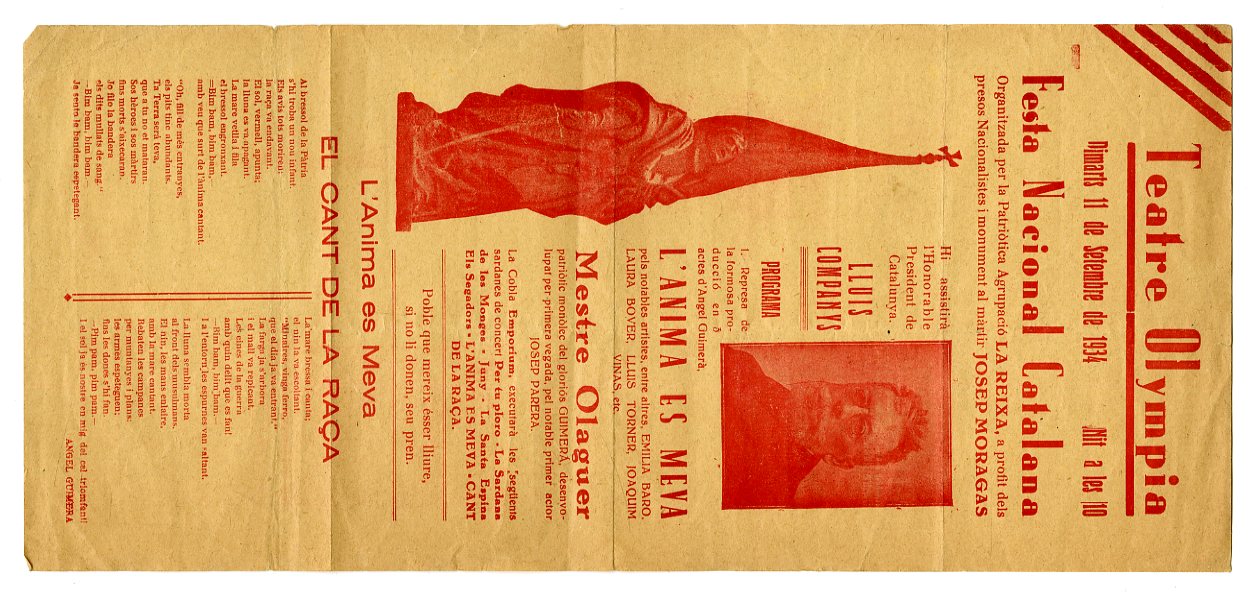 Teatre Olympia
Dimarts 11 de Setembre de 1934 Nit a les 10
Festa Nacional Catalana
Organitzada per la Patriòtica Agrupació LA REIXA, a profit dels
presos Nacionalistes i monument al màrtir JOSEP MORAGAS
Hi assistirà
l'Honorable
President de
Catalunya.
LLUIS
COMPANYS
PROGRAMA
1. Represa de
la formosa pro-
ducció en 3
actes d'Angel Guimerà,
L'ANIMA ES MEVA
pels notables artistes, entre altres, EMILIA BARO,
LAURA BOVER, LLUIS TORNER, JOAQUIM
VINAS, etc.
Mestre Olaguer
patriòtic monòlec del gloriós GUIMERÀ, desenvo-
lupat per primera vegada, pel notable primer actor
JOSEP PARERA.
La Cobla Emporium, executarà les següents
sardanes de concert Per tu ploro - La Sardana
de les Monges - Juny - La Santa Espina
Els Segadors - L'ANIMA ES MEVA - CANT
DE LA RAÇA.
Poble que mereix ésser lliure,
si no li donen, seu pren.
L'Anima es Meva
EL CANT DE LA RAÇA
Al bressol de la Pàtria
s'hi troba un nou infant.
Els avis tots moriren;
la raça va endavant.
El sol, vermell, apunta;
la lluna es va apagant.
La mare vetlla i fila
el bressol engronxant.
=Bim bam, bim bam,—
amb veu que surt de l'ànima cantant.
"Oh, fill de més entranyes,
els pits tinc abundants.
Ta Terra serà teva,
que a tu no et mataran.
Sos hèroes i sos màrtirs
fins morts s'aixecaran.
Jo filo la bandera
els dits mullats de sang."
—Bim bam, bim bam.—
Ja sento la bandera espetegant.
La mare bressa i canta;
el nin la va escoltant.
"Minaires, vinga ferro,
que el dia ja va entrant."
La farga ja s'arbora
i el mall va repicant.
Les eines de la guerra
amb quin delit que es fan!
—Bim bam, bim bam.—
I a l'entorn les espurnes van saltant.
La lluna sembla morta
al front dels musulmans.
El nin, les mans enlaire,
amb la mare cantant.
Rebaten les campanes
per muntanyes i plans;
les armes espeteguen;
fins les dones s'hi fan.
—Pim pam, pim pam.—
I el sol ja és nostre en mig del cel triomfant!
ANGEL GUIMERA